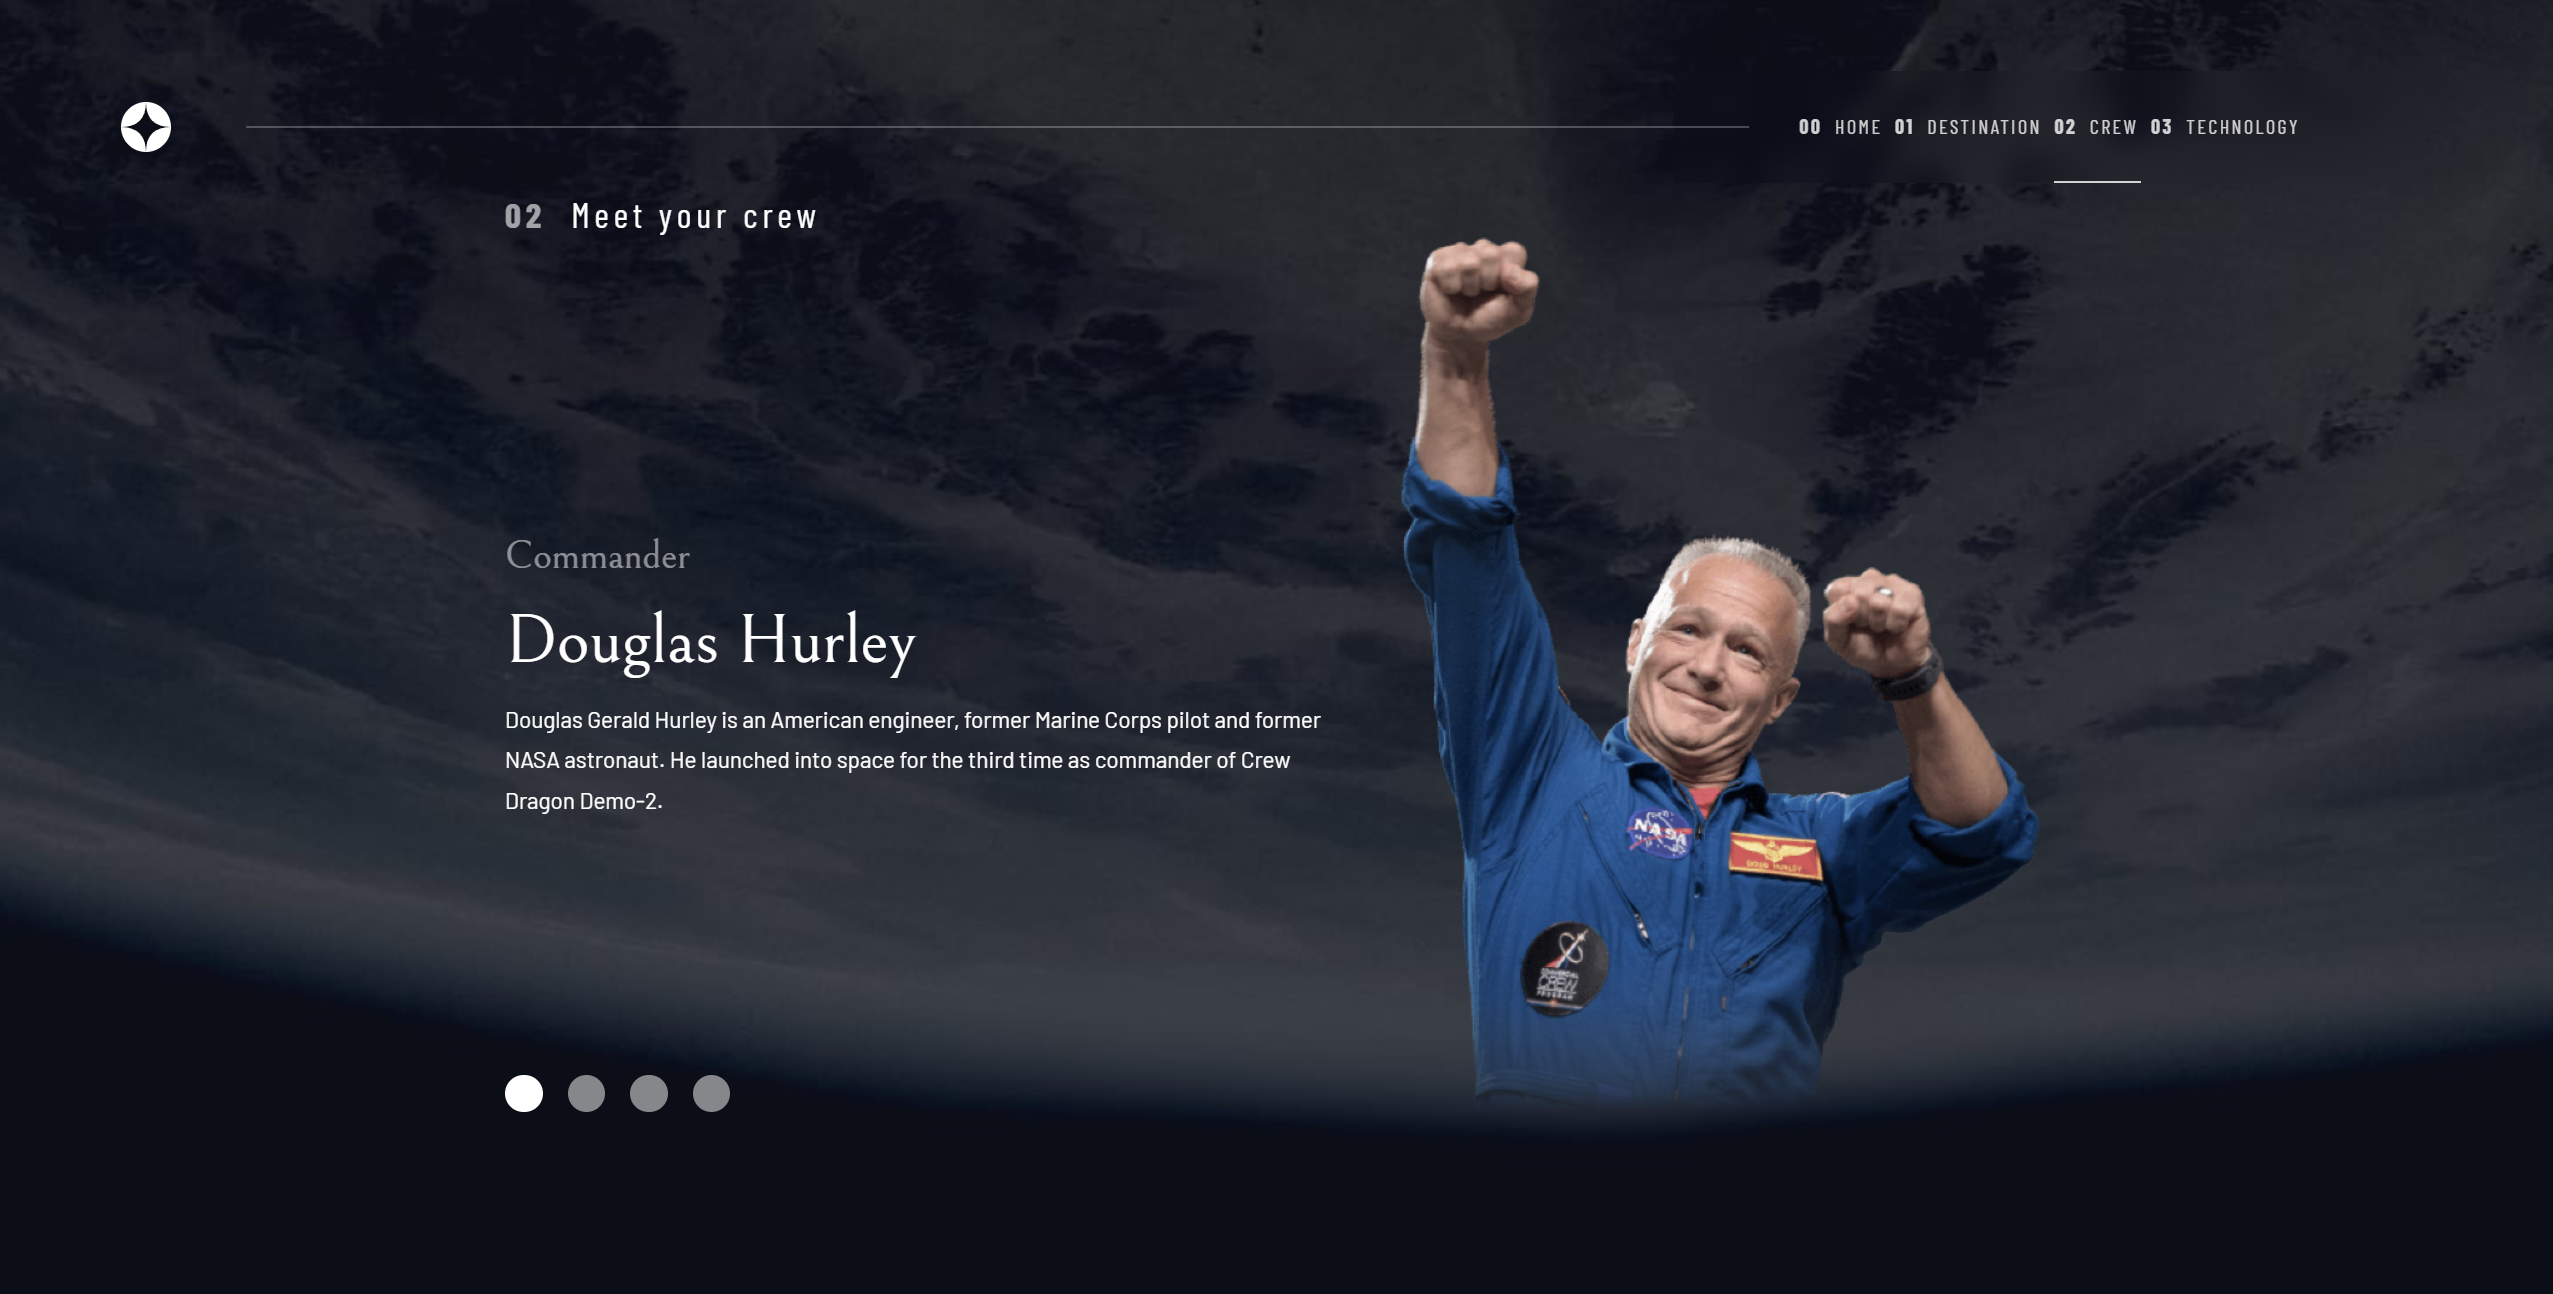 00 HOME 01 DESTINATION 02 CREW 03 TECHNOLOGY
02 Meet your crew
Commander
Douglas Hurley
Douglas Gerald Hurley is an American engineer, former Marine Corps pilot and former
NASA astronaut. He launched into space for the third time as commander of Crew
Dragon Demo-2.
NASA
COMMERCIAL
CREW
PROGRAM